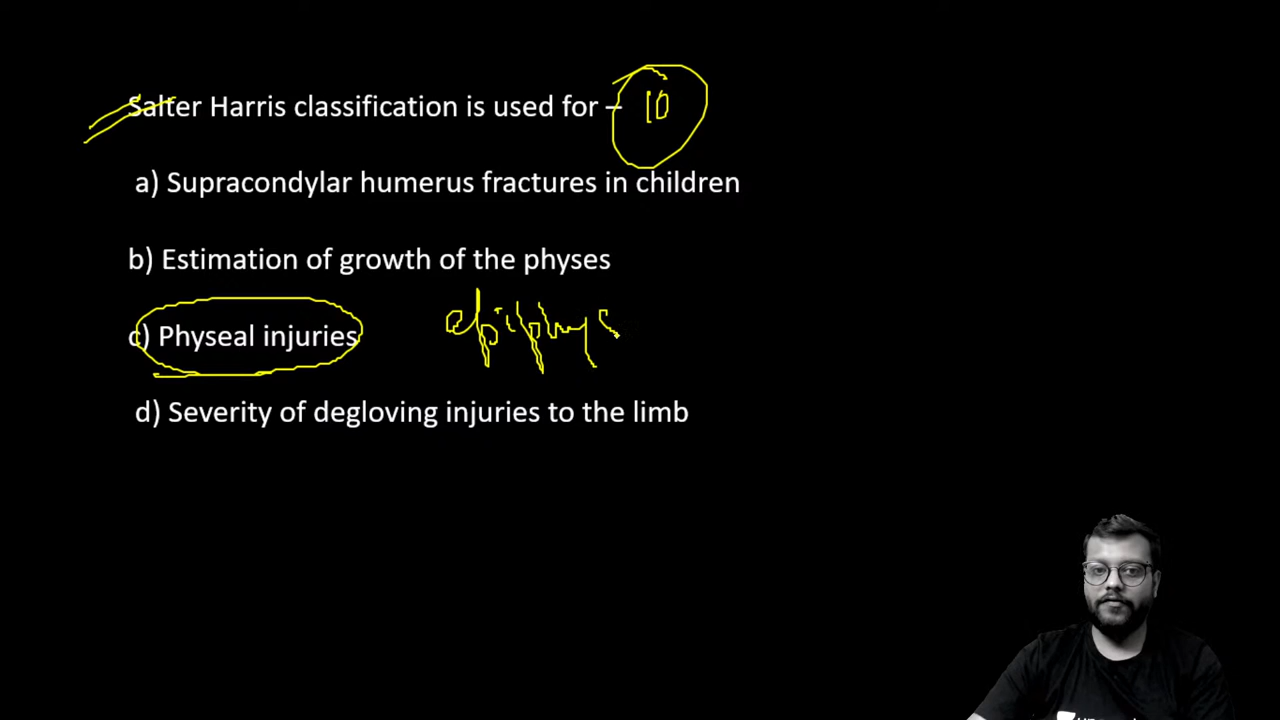 Salter Harris classification is used for – 10
a) Supracondylar humerus fractures in children
b) Estimation of growth of the physes
c) Physeal injuries epiphys
d) Severity of degloving injuries to the limb